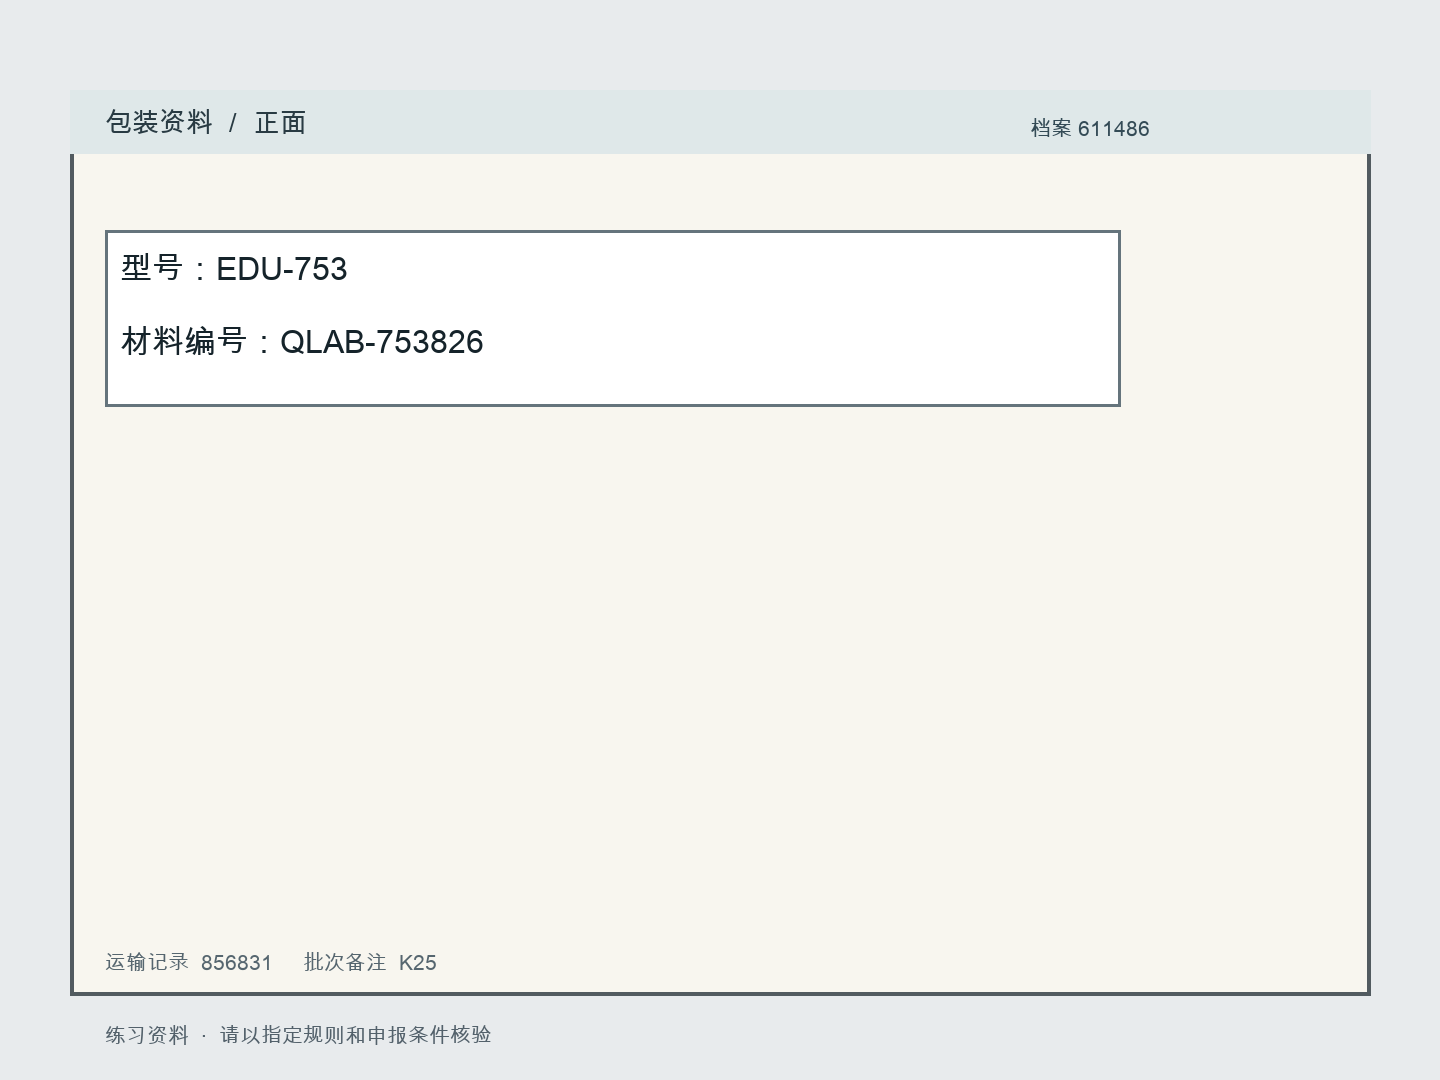 包装资料 / 正面
档案 611486
型号：EDU-753
材料编号：QLAB-753826
运输记录 856831 批次备注 K25
练习资料 · 请以指定规则和申报条件核验